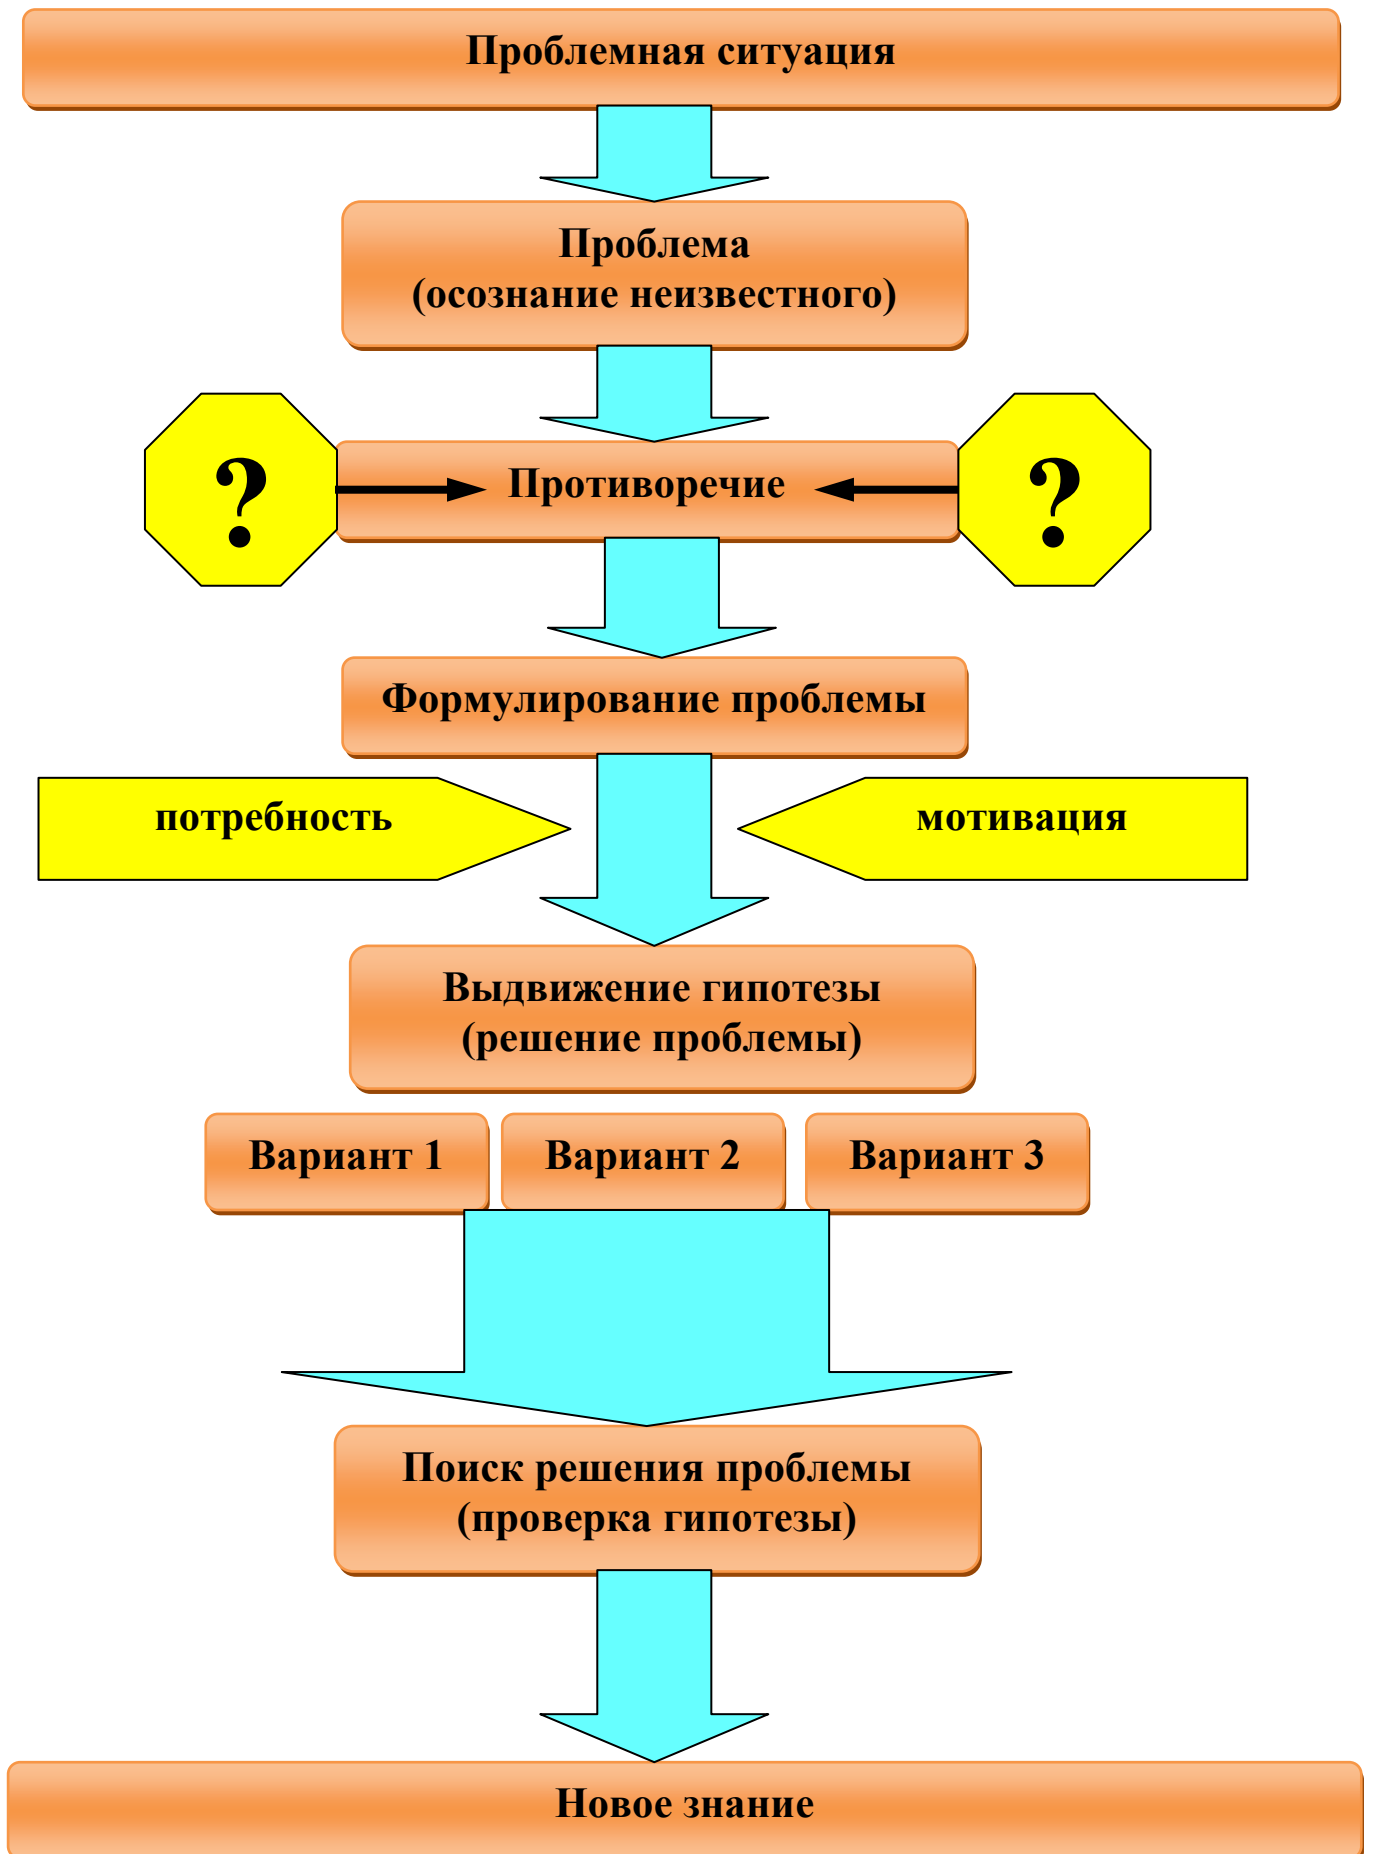 Проблемная ситуация
Проблема
(осознание неизвестного)
?
Противоречие
?
Формулирование проблемы
потребность
мотивация
Выдвижение гипотезы
(решение проблемы)
Вариант 1
Вариант 2
Вариант 3
Поиск решения проблемы
(проверка гипотезы)
Новое знание